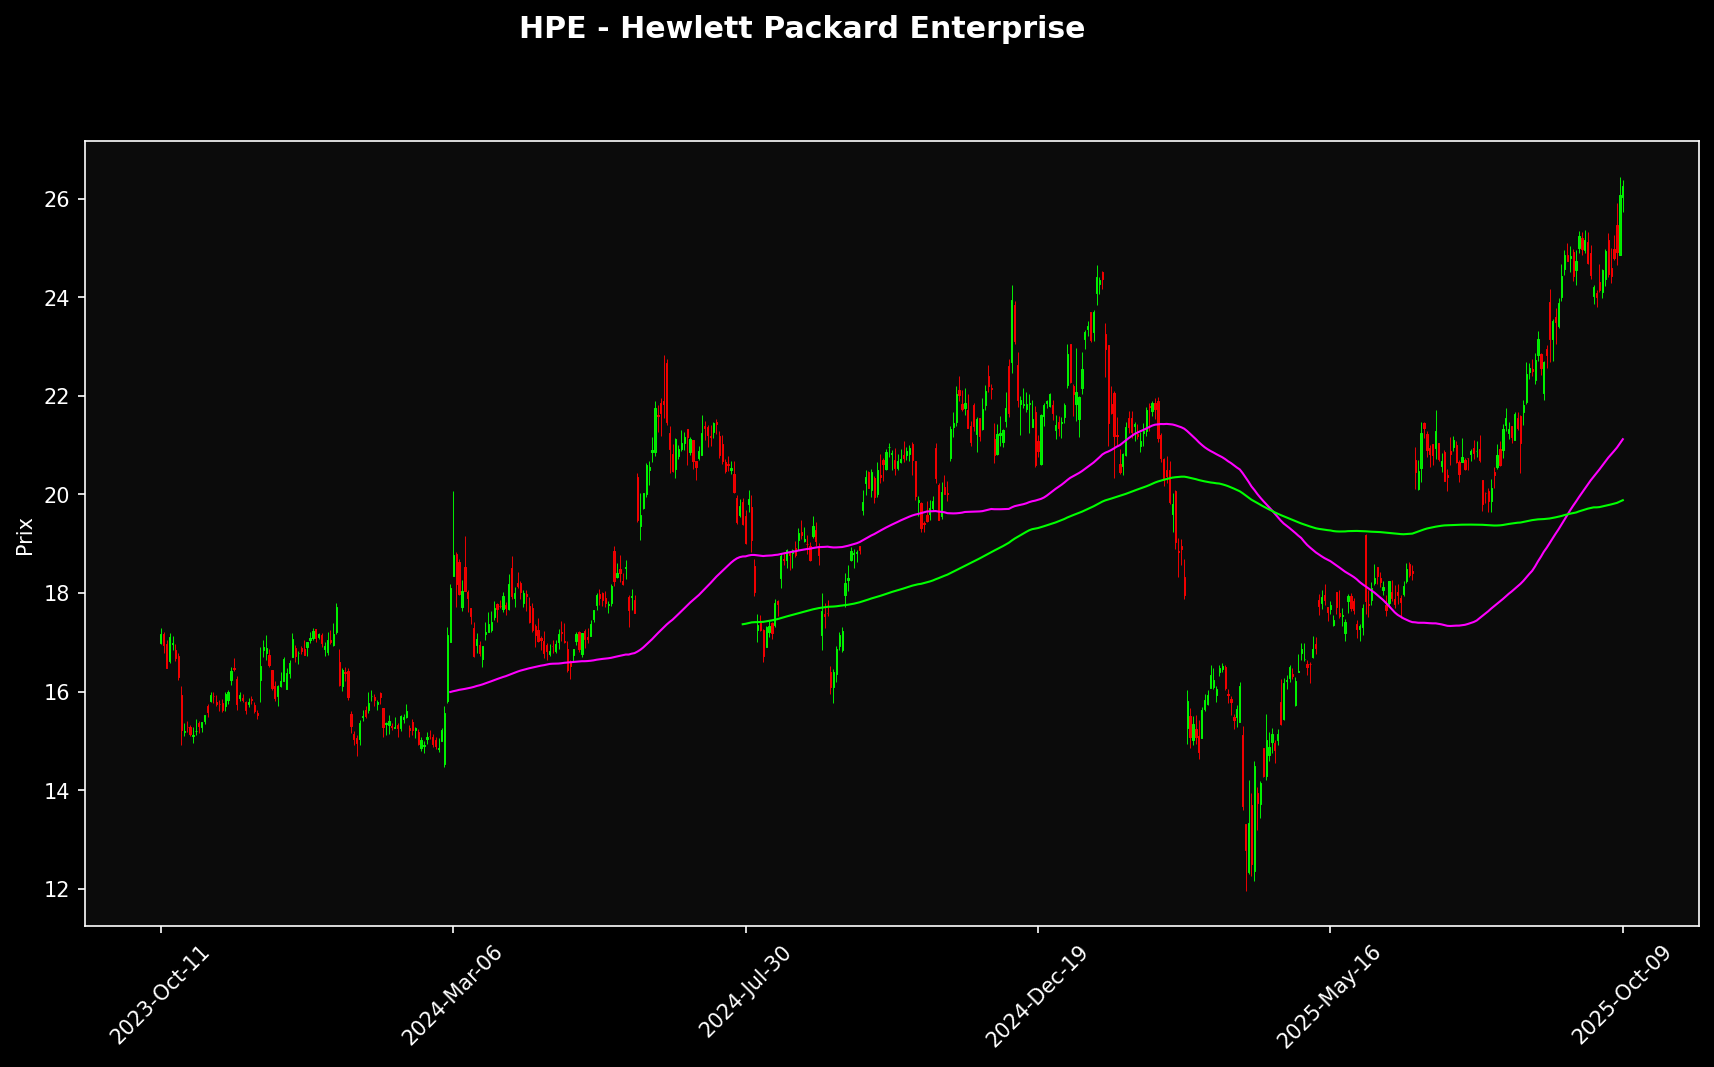 HPE - Hewlett Packard Enterprise
Prix
26
24
22
20
18
16
14
12
2023-Oct-11
2024-Mar-06
2024-Jul-30
2024-Dec-19
2025-May-16
2025-Oct-09